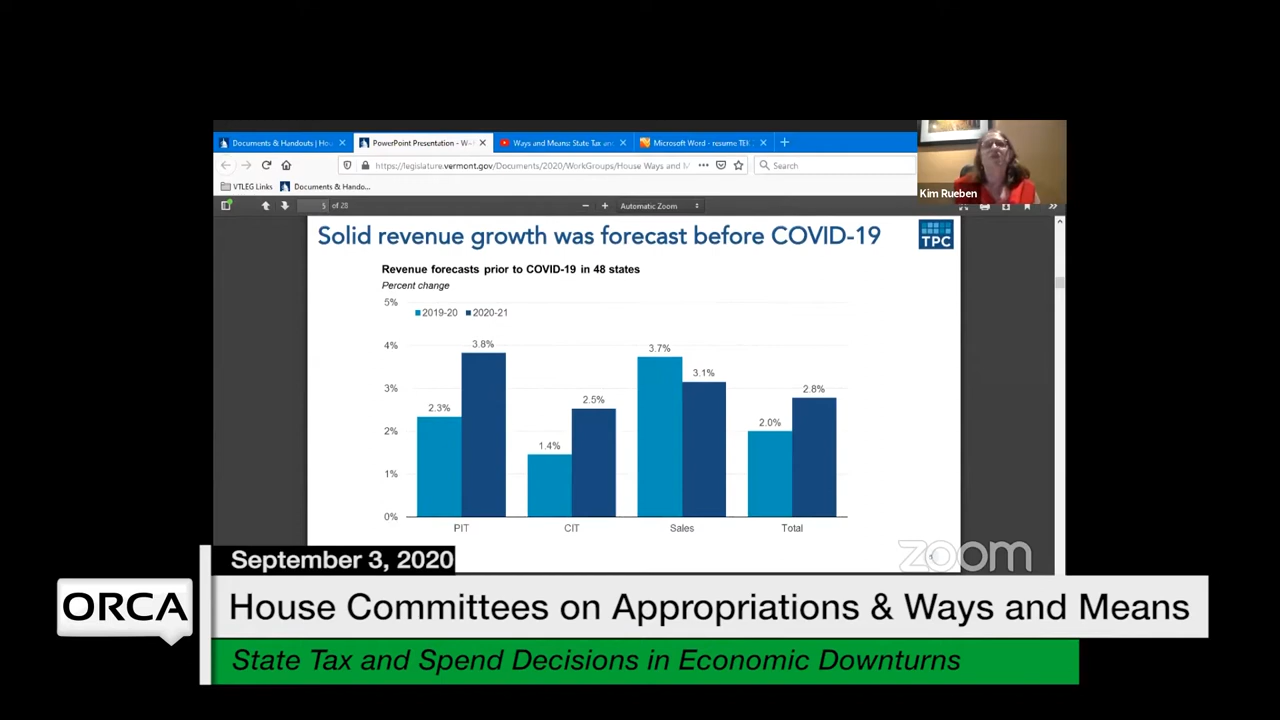 Documents & Handouts | Ho
PowerPoint Presentation - W
Ways and Means: State Tax an
Microsoft Word - resume TEK
https://legislature.vermont.gov/Documents/2020/WorkGroups/House Ways and M
Search
VTLEG Links
Documents & Hando...
5 of 28
Automatic Zoom
Kim Rueben
Solid revenue growth was forecast before COVID-19
TPC
Revenue forecasts prior to COVID-19 in 48 states
Percent change
5%
2019-20 2020-21
4%
3%
2%
1%
0%
2.3% 3.8%
1.4% 2.5%
3.7% 3.1%
2.0% 2.8%
PIT CIT Sales Total
zoom
September 3, 2020
ORCA
House Committees on Appropriations & Ways and Means
State Tax and Spend Decisions in Economic Downturns